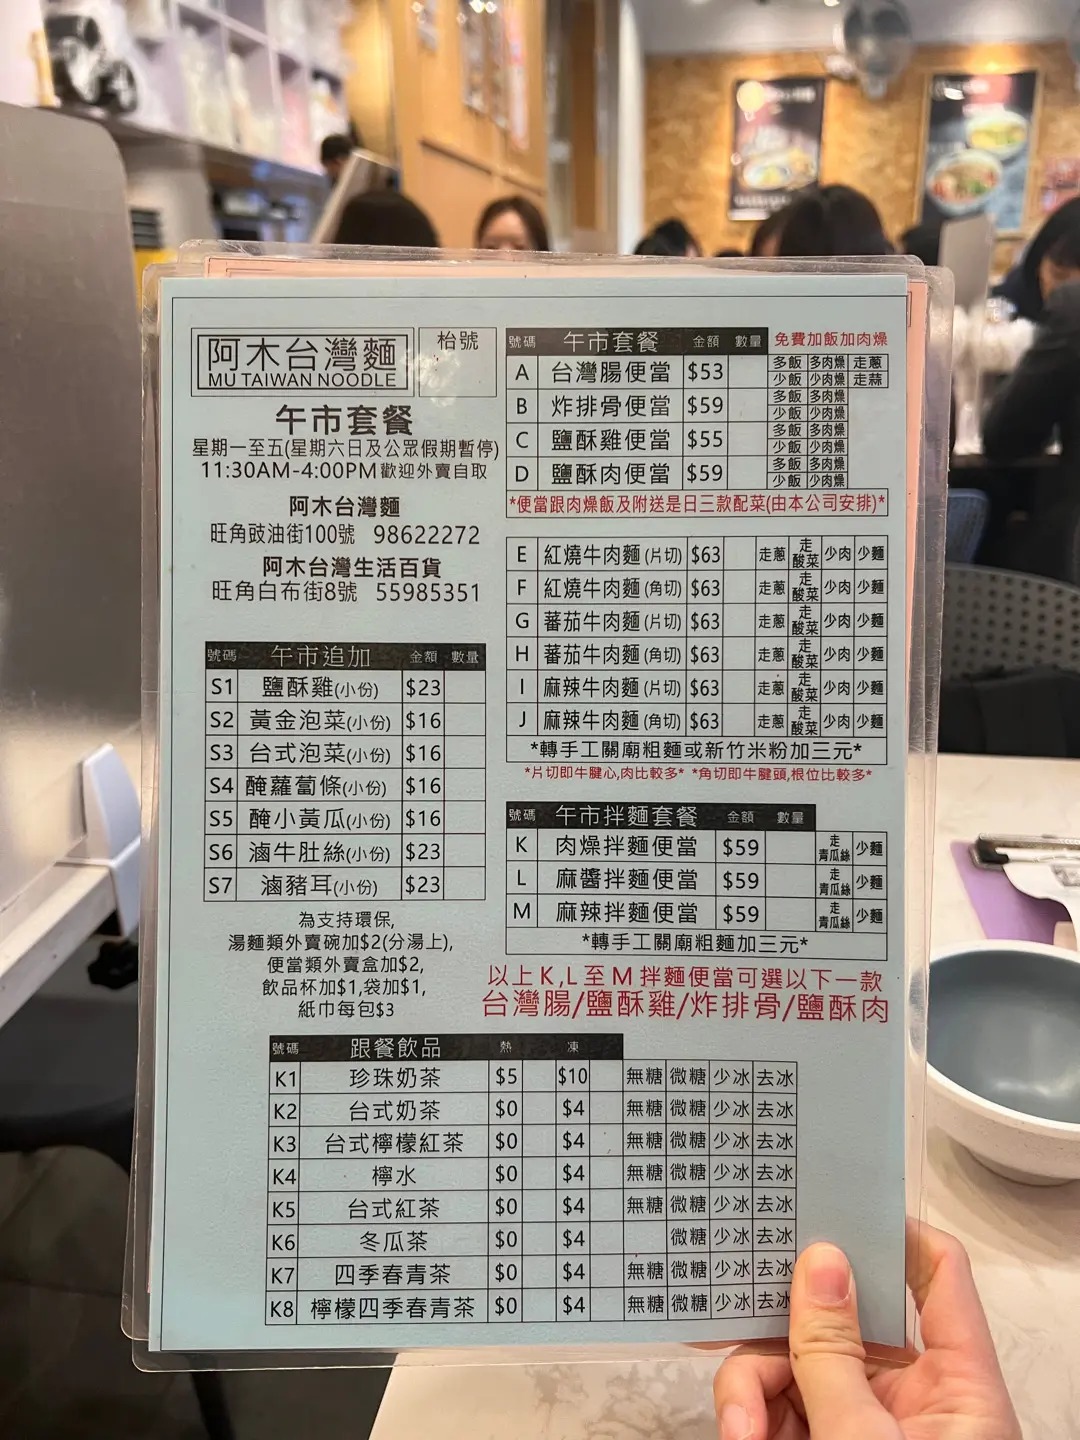 阿木台灣麵
MU TAIWAN NOODLE
枱號
午市套餐
星期一至五(星期六日及公眾假期暫停)
11:30AM-4:00PM歡迎外賣自取
阿木台灣麵
旺角豉油街100號 98622272
阿木台灣生活百貨
旺角白布街8號 55985351
號碼 午市追加 金額 數量
S1 鹽酥雞(小份) $23
S2 黃金泡菜(小份) $16
S3 台式泡菜(小份) $16
S4 醃蘿蔔條(小份) $16
S5 醃小黃瓜(小份) $16
S6 滷牛肚絲(小份) $23
S7 滷豬耳(小份) $23
為支持環保,
湯麵類外賣碗加$2(分湯上),
便當類外賣盒加$2,
飲品杯加$1,袋加$1,
紙巾每包$3
號碼 午市套餐 金額 數量 免費加飯加肉燥
A 台灣腸便當 $53 多飯 多肉燥 走蔥
少飯 少肉燥 走蒜
B 炸排骨便當 $59 多飯 多肉燥
少飯 少肉燥
C 鹽酥雞便當 $55 多飯 多肉燥
少飯 少肉燥
D 鹽酥肉便當 $59 多飯 多肉燥
少飯 少肉燥
*便當跟肉燥飯及附送是日三款配菜(由本公司安排)*
E 紅燒牛肉麵(片切) $63 走蔥 走酸菜 少肉 少麵
F 紅燒牛肉麵(角切) $63 走蔥 走酸菜 少肉 少麵
G 蕃茄牛肉麵(片切) $63 走蔥 走酸菜 少肉 少麵
H 蕃茄牛肉麵(角切) $63 走蔥 走酸菜 少肉 少麵
I 麻辣牛肉麵(片切) $63 走蔥 走酸菜 少肉 少麵
J 麻辣牛肉麵(角切) $63 走蔥 走酸菜 少肉 少麵
*轉手工關廟粗麵或新竹米粉加三元*
*片切即牛腱心,肉比較多* *角切即牛腱頭,根位比較多*
號碼 午市拌麵套餐 金額 數量
K 肉燥拌麵便當 $59 走青瓜絲 少麵
L 麻醬拌麵便當 $59 走青瓜絲 少麵
M 麻辣拌麵便當 $59 走青瓜絲 少麵
*轉手工關廟粗麵加三元*
以上K,L至M拌麵便當可選以下一款
台灣腸/鹽酥雞/炸排骨/鹽酥肉
號碼 跟餐飲品 熱 凍
K1 珍珠奶茶 $5 $10 無糖 微糖 少冰 去冰
K2 台式奶茶 $0 $4 無糖 微糖 少冰 去冰
K3 台式檸檬紅茶 $0 $4 無糖 微糖 少冰 去冰
K4 檸水 $0 $4 無糖 微糖 少冰 去冰
K5 台式紅茶 $0 $4 無糖 微糖 少冰 去冰
K6 冬瓜茶 $0 $4 微糖 少冰 去冰
K7 四季春青茶 $0 $4 無糖 微糖 少冰 去冰
K8 檸檬四季春青茶 $0 $4 無糖 微糖 少冰 去冰